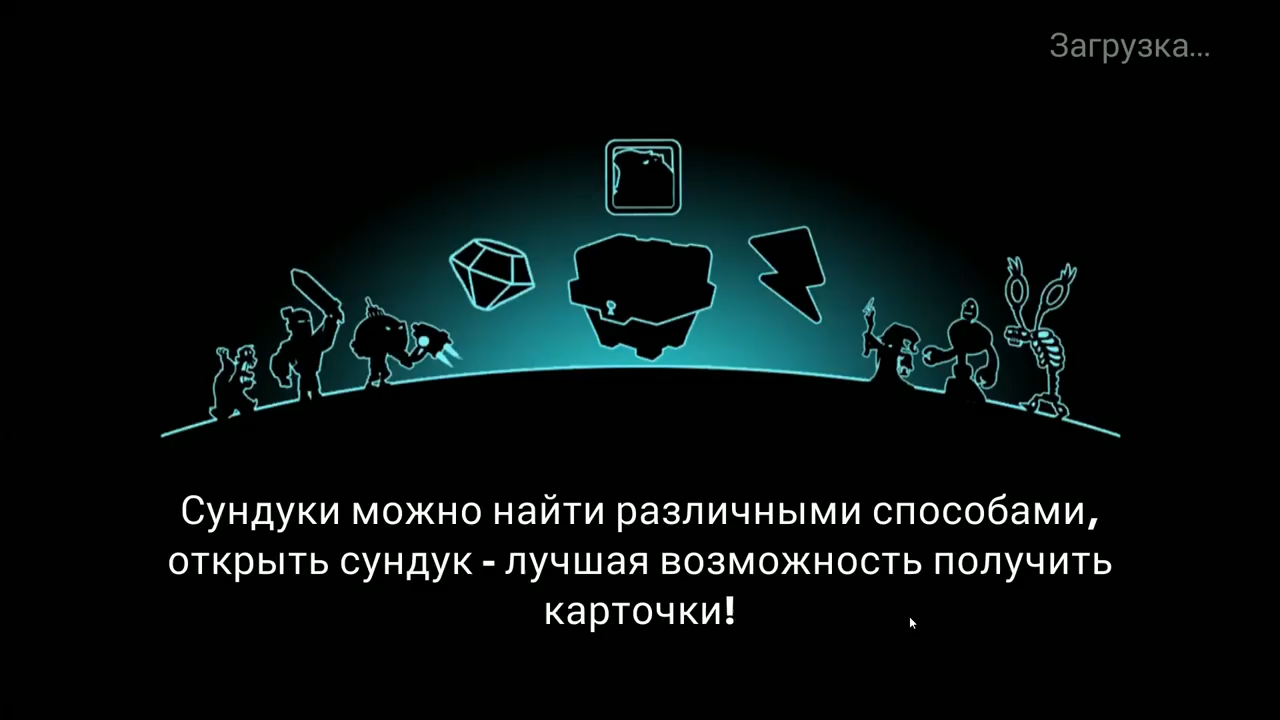 Загрузка...
Сундуки можно найти различными способами,
открыть сундук - лучшая возможность получить
карточки!